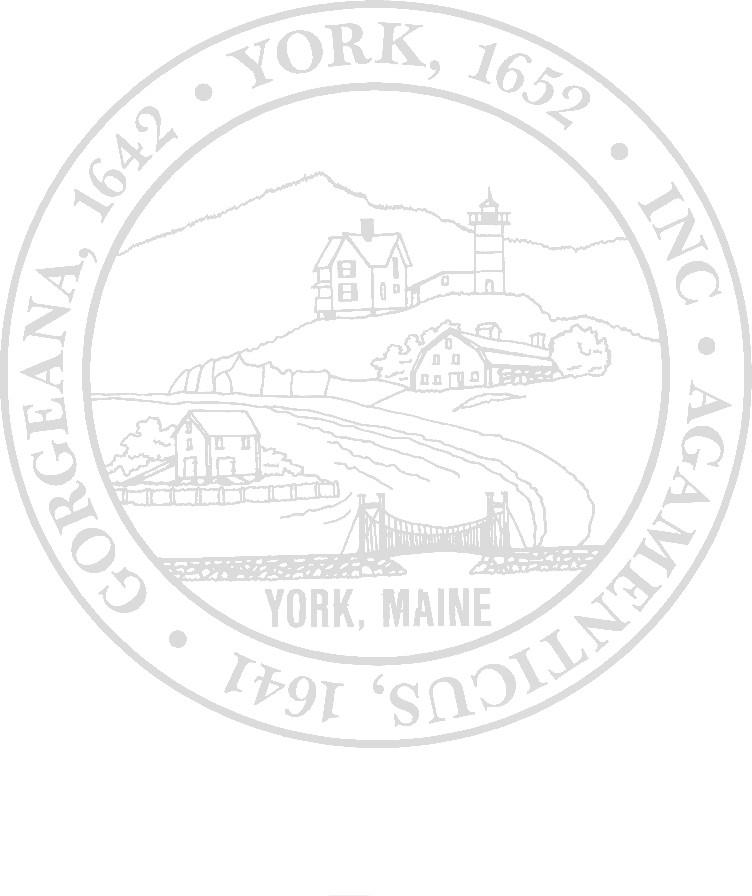 GORGEANA, 1642 • YORK, 1652 • INC • AGAMENTICUS, 1641 •
YORK, MAINE